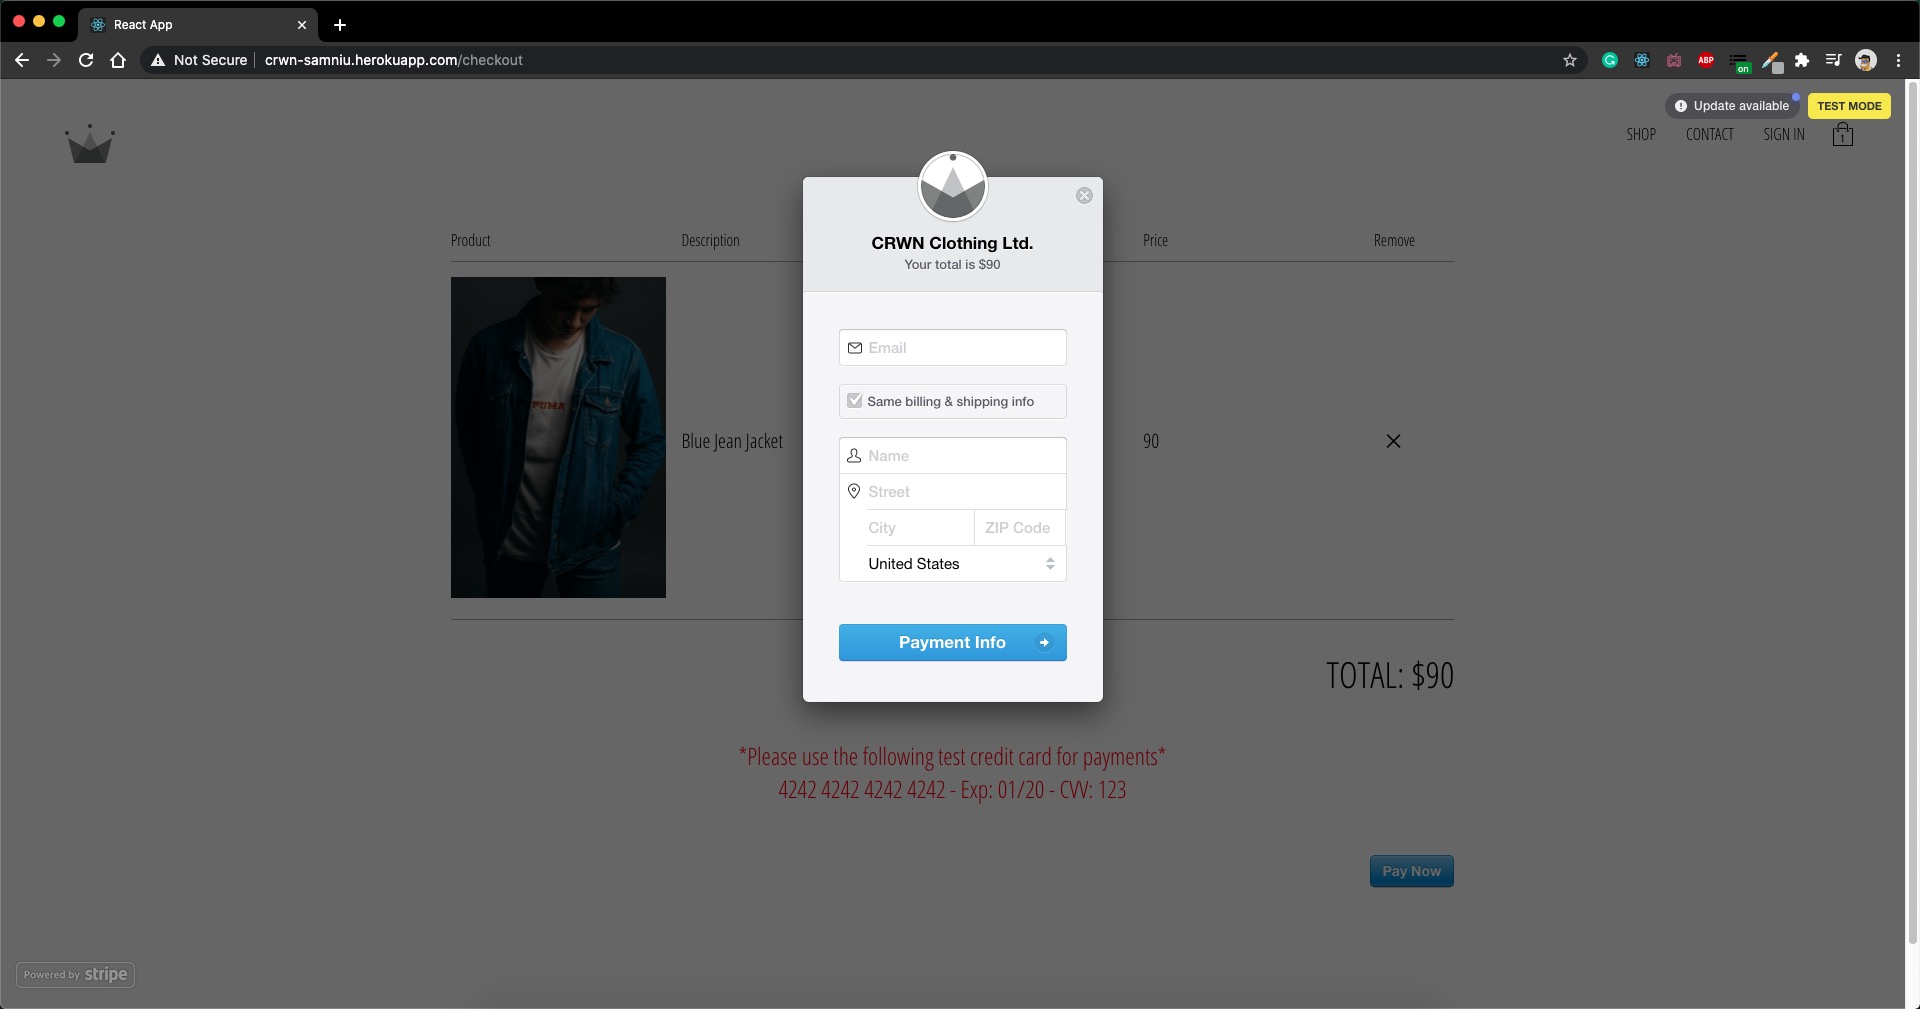 React App
Not Secure
crwn-samniu.herokuapp.com/checkout
ABP
on
Update available
TEST MODE
SHOP
CONTACT
SIGN IN
1
CRWN Clothing Ltd.
Your total is $90
Product
Description
Price
Remove
Email
Same billing & shipping info
PUMA
Blue Jean Jacket
90
Name
Street
City
ZIP Code
United States
Payment Info
TOTAL: $90
*Please use the following test credit card for payments*
4242 4242 4242 4242 - Exp: 01/20 - CVV: 123
Pay Now
Powered by stripe